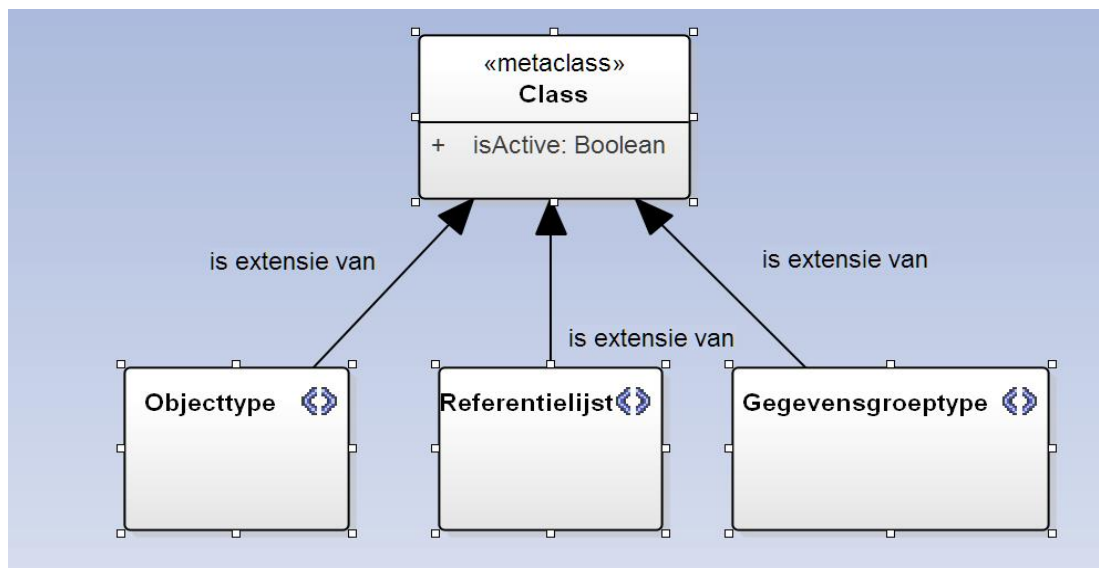 «metaclass»
Class
+ isActive: Boolean
is extensie van
is extensie van
is extensie van
Objecttype
Referentielijst
Gegevensgroeptype